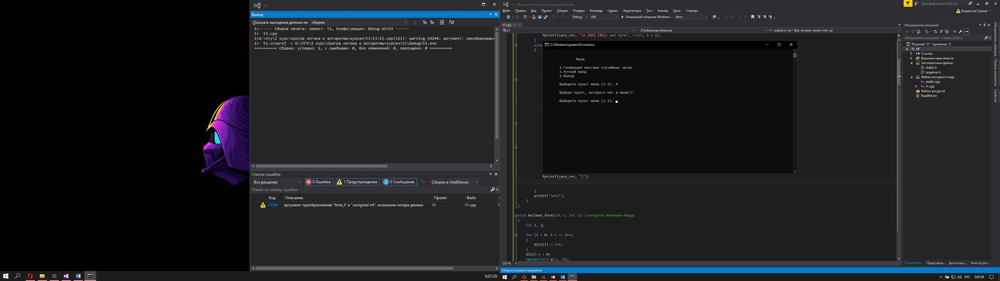 t1
Вывод
Показать выходные данные из: сборки
1>------ Сборка начата: проект: t1, Конфигурация: Debug Win32 ------
1>  t1.cpp
1>d:\пгу\2 курс\програ логика и алгоритмы\курсач\t1\t1\t1.cpp(121): warning C4244: аргумент: преобразовани
1>  t1.vcxproj -> D:\ПГУ\2 курс\програ логика и алгоритмы\курсач\t1\Debug\t1.exe
========== Сборка: успешно: 1, с ошибками: 0, без изменений: 0, пропущено: 0 ==========
Список ошибок
Все решение 0 Ошибки 1 Предупреждение 0 Сообщения Сборка и IntelliSense
Поиск по списку ошибок
Код Описание Проект Файл
C4244 аргумент: преобразование "time_t" в "unsigned int", возможна потеря данных t1 t1.cpp 1
5:07:29
t1 - Microsoft Visual Studio (Администратор)
Быстрый запуск (Ctrl+Q)
Файл Правка Вид Проект Сборка Отладка Команда Сервис Архитектура Тест Анализ Окно Справка
Владислав Грозов
Debug x86 Локальный отладчик Windows Авто
t1.cpp
t1 (Глобальная область) out(int n, int * dist, int start, vector<int> p)
fprintf(save_res, "\n [%d]-[%d]= нет пути", start, i + 1);
}
else
{
C:\Windows\system32\cmd.exe
Меню
1.Генирация массива случайных чисел
2.Ручной ввод
3.Выход
Выберите пункт меню (1-3): 4
Выбран пункт, которого нет в меню!!!
Выберите пункт меню (1-3):
fprintf(save_res, ")");
}
printf("\n\n");
}
}
void bellman_ford(int n, int s) //алгоритм Беллмана-Форда
{
int i, j;
for (i = 0; i < n; i++)
{
dist[i] = inf;
}
dist[s] = 0;
vector<int> p(n, -1);
110 %
Обозреватель решений
Обозреватель решений — поиск (Ctrl+;)
Решение "t1" (проектов: 1)
t1
Ссылки
Внешние зависимости
Заголовочные файлы
stdafx.h
targetver.h
Файлы исходного кода
stdafx.cpp
t1.cpp
Файлы ресурсов
ReadMe.txt
Обозревате... Представле... Диспетчер... Team Explor...
Обозреватель серверов
Панель элементов
Свойства
Сборка успешно завершена
РУС 5:07:29